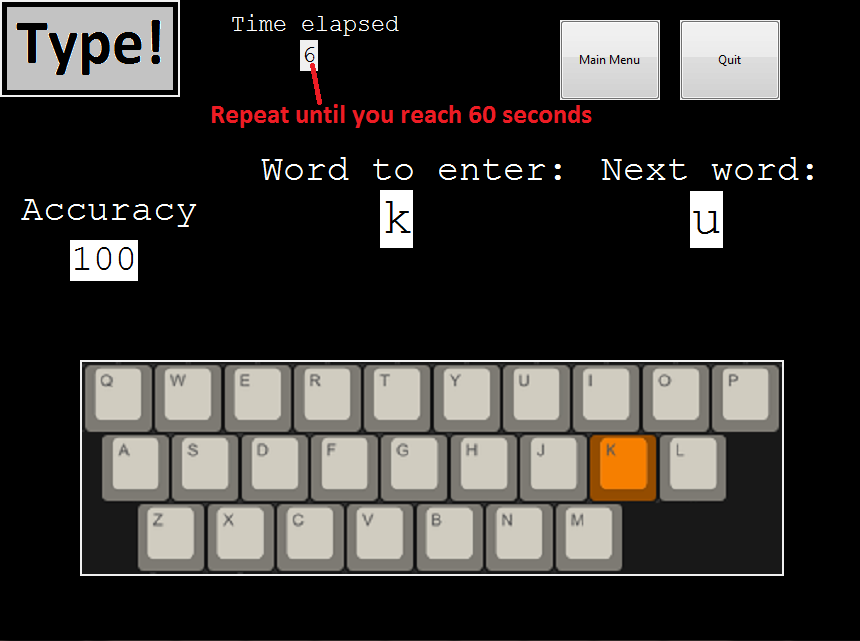 Type!
Time elapsed
6
Main Menu
Quit
Repeat until you reach 60 seconds
Word to enter:
Next word:
Accuracy
k
u
100
Q W E R T Y U I O P
A S D F G H J K L
Z X C V B N M